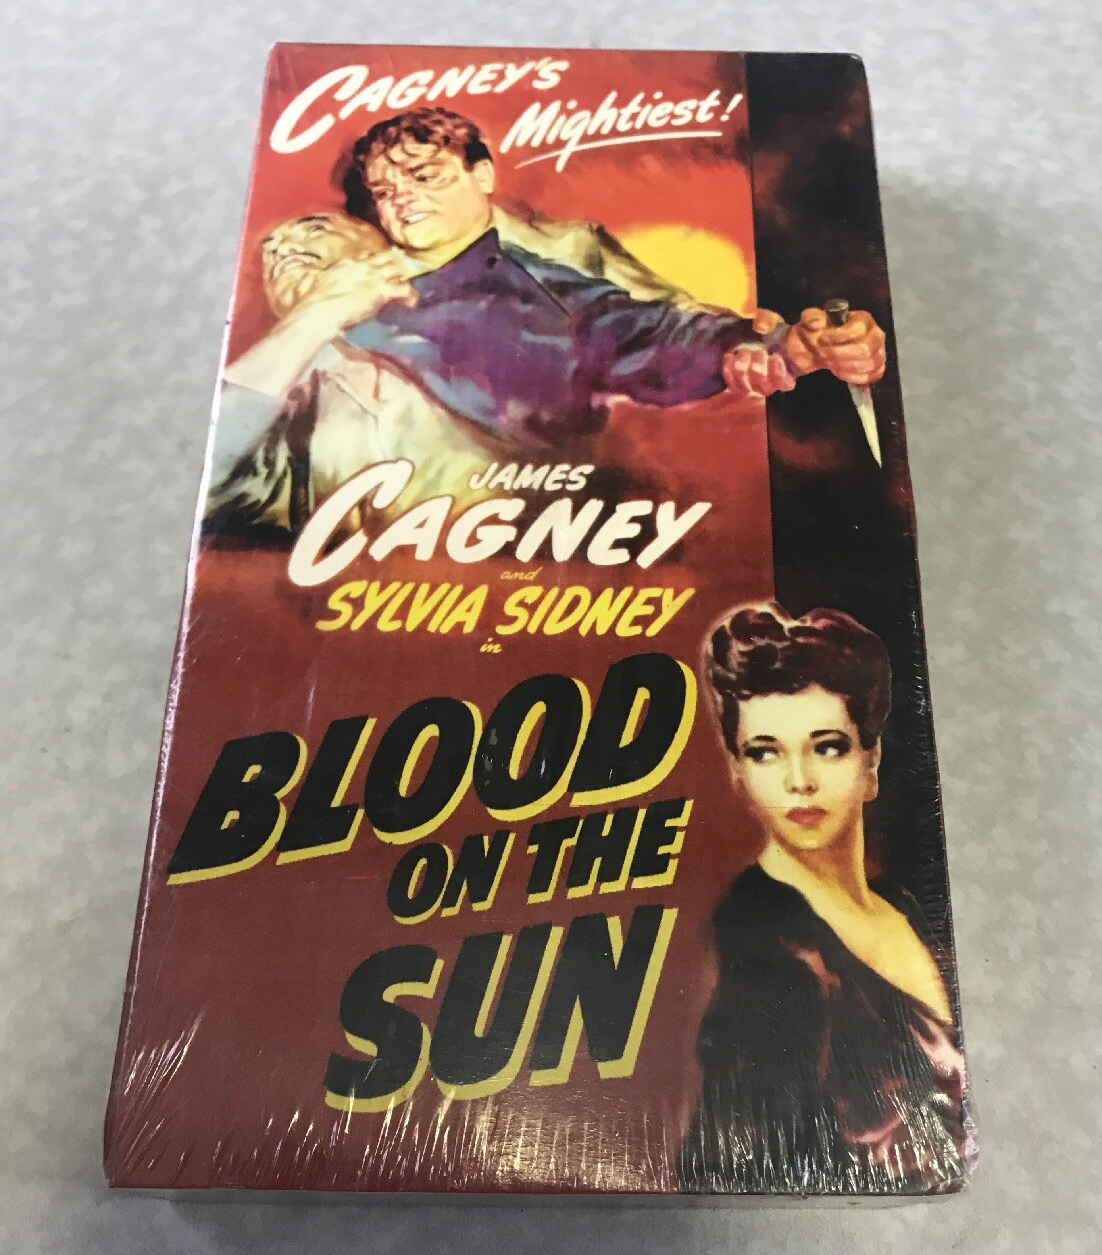 CAGNEY'S
Mightiest!
JAMES
CAGNEY
and
SYLVIA SIDNEY
in
BLOOD
ON THE
SUN